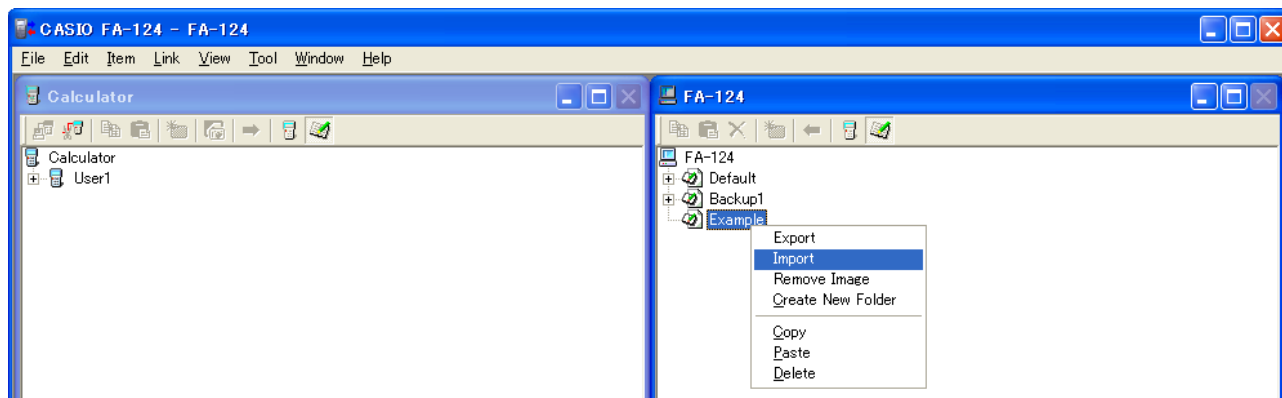 CASIO FA-124 - FA-124
File Edit Item Link View Tool Window Help
Calculator
Calculator
User1
FA-124
FA-124
Default
Backup1
Example
Export
Import
Remove Image
Create New Folder
Copy
Paste
Delete